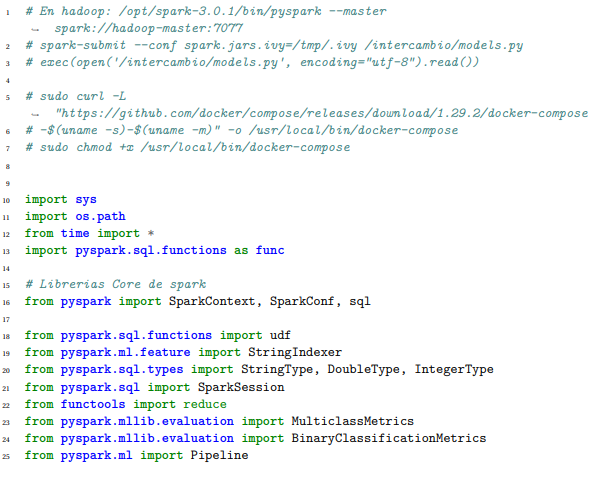 1 # En hadoop: /opt/spark-3.0.1/bin/pyspark --master
↪ spark://hadoop-master:7077
2 # spark-submit --conf spark.jars.ivy=/tmp/.ivy /intercambio/models.py
3 # exec(open('/intercambio/models.py', encoding="utf-8").read())
4
5 # sudo curl -L
↪ "https://github.com/docker/compose/releases/download/1.29.2/docker-compose
6 # -$(uname -s)-$(uname -m)" -o /usr/local/bin/docker-compose
7 # sudo chmod +x /usr/local/bin/docker-compose
8
9
10 import sys
11 import os.path
12 from time import *
13 import pyspark.sql.functions as func
14
15 # Librerias Core de spark
16 from pyspark import SparkContext, SparkConf, sql
17
18 from pyspark.sql.functions import udf
19 from pyspark.ml.feature import StringIndexer
20 from pyspark.sql.types import StringType, DoubleType, IntegerType
21 from pyspark.sql import SparkSession
22 from functools import reduce
23 from pyspark.mllib.evaluation import MulticlassMetrics
24 from pyspark.mllib.evaluation import BinaryClassificationMetrics
25 from pyspark.ml import Pipeline